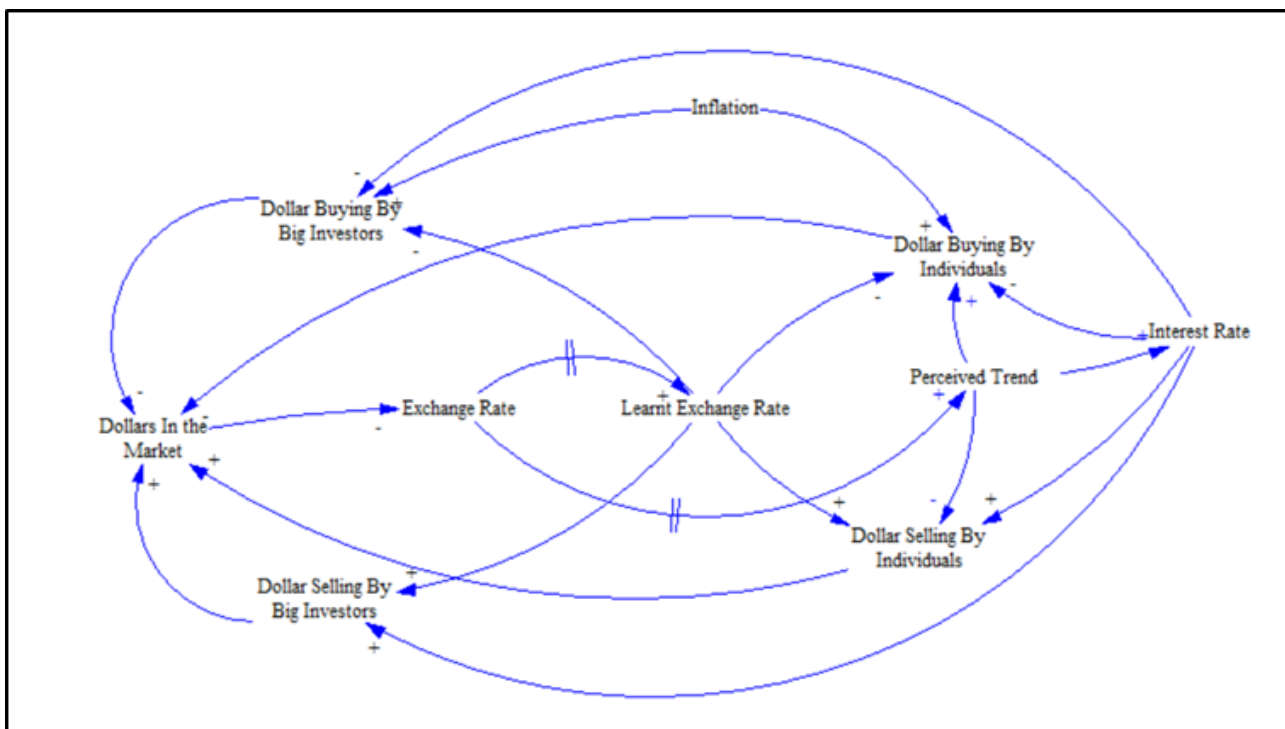 Inflation
-
+
Dollar Buying By
Big Investors
-
+
Dollar Buying By
Individuals
-
-
+
+
Interest Rate
Perceived Trend
+
-
Dollars In the
Market
-
-
Exchange Rate
+
Learnt Exchange Rate
+
+
-
+
+
Dollar Selling By
Individuals
Dollar Selling By
Big Investors
+
+